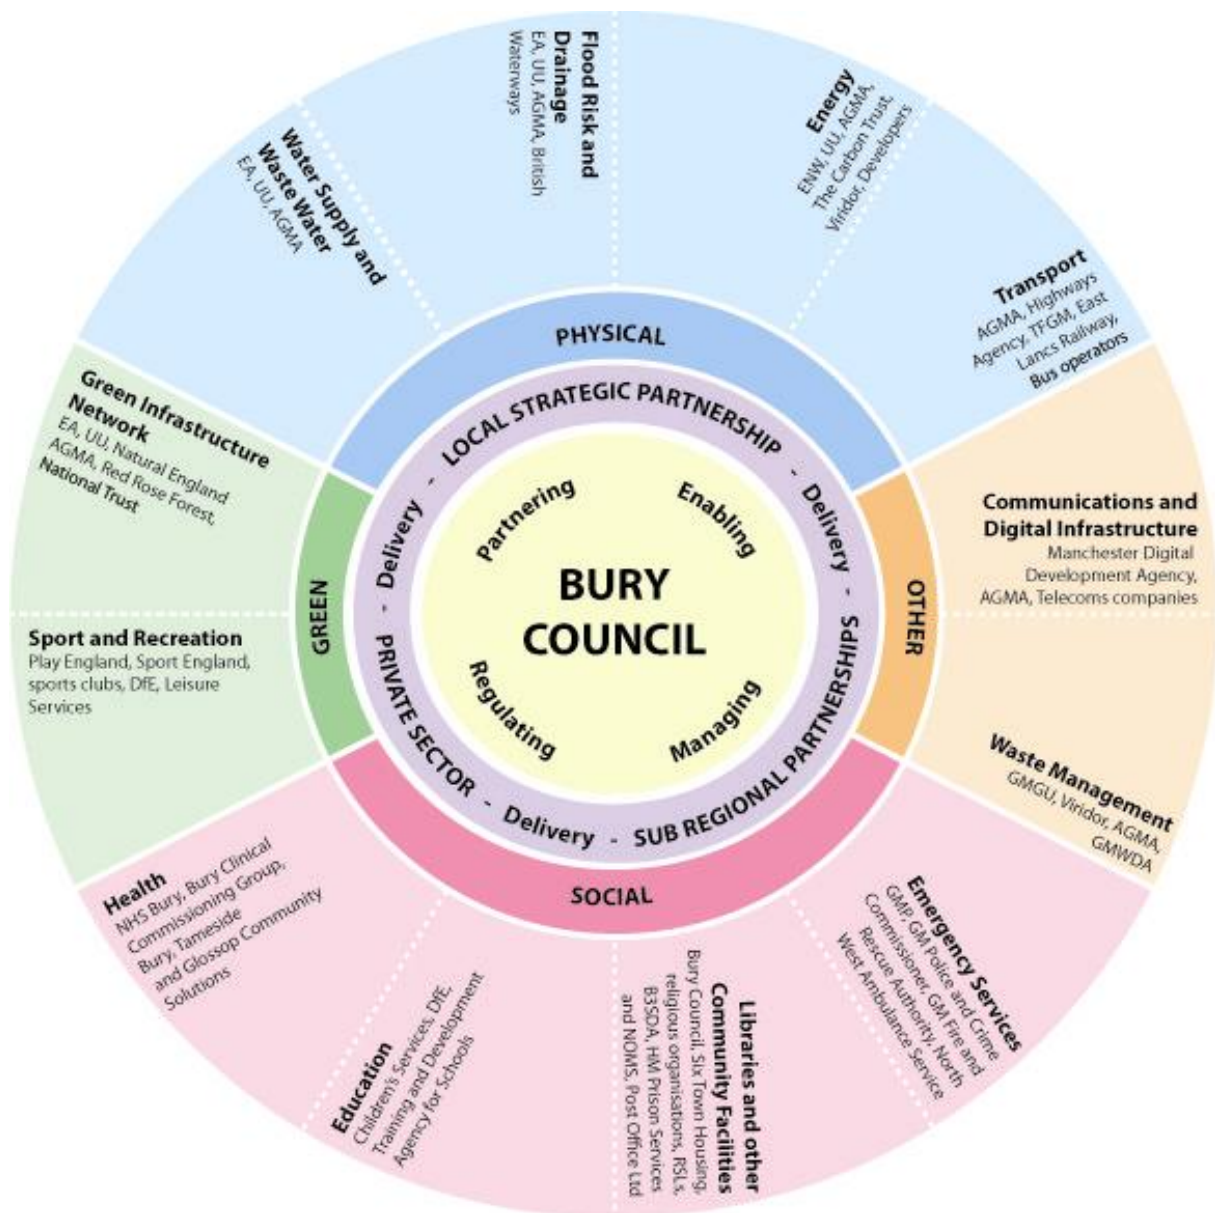 Flood Risk and
Drainage
EA, UU, AGMA, British
Waterways
Energy
ENW, UU, AGMA,
The Carbon Trust,
Viridor, Developers
Transport
AGMA, Highways
Agency, TFGM, East
Lancs Railway,
Bus operators
Communications and
Digital Infrastructure
Manchester Digital
Development Agency,
AGMA, Telecoms companies
Waste Management
GMGU, Viridor, AGMA,
GMWDA
Emergency Services
GMP, GM Police and Crime
Commissioner, GM Fire and
Rescue Authority, North
West Ambulance Service
Libraries and other
Community Facilities
Bury Council, Six Town Housing,
religious organisations, RSLs,
B3SDA, HM Prison Services
and NOMS, Post Office Ltd
Education
Children's Services, DfE,
Training and Development
Agency for Schools
Health
NHS Bury, Bury Clinical
Commissioning Group,
Bury, Tameside
and Glossop Community
Solutions
Sport and Recreation
Play England, Sport England,
sports clubs, DfE, Leisure
Services
Green Infrastructure
Network
EA, UU, Natural England
AGMA, Red Rose Forest,
National Trust
Water Supply and
Waste Water
EA, UU, AGMA
PHYSICAL
OTHER
SOCIAL
GREEN
LOCAL STRATEGIC PARTNERSHIP - Delivery - SUB REGIONAL PARTNERSHIPS - Delivery - PRIVATE SECTOR - Delivery -
Partnering
Enabling
BURY
COUNCIL
Regulating
Managing